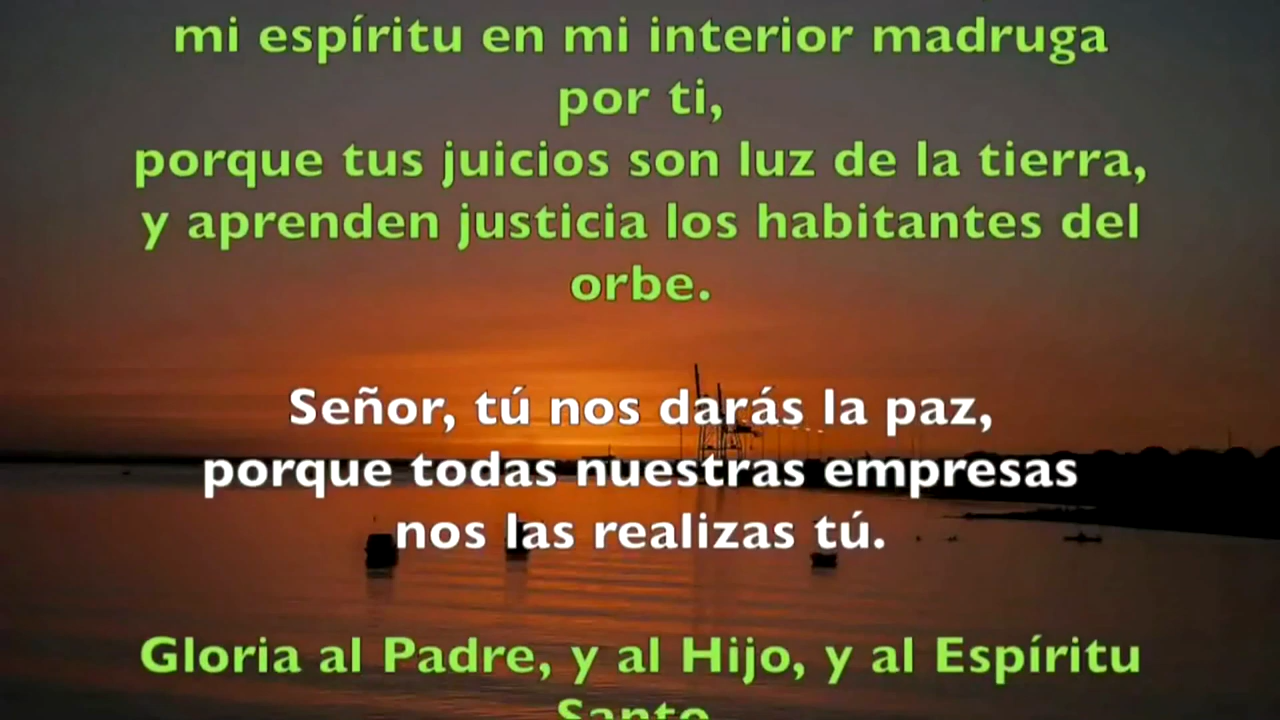 mi espíritu en mi interior madruga
por ti,
porque tus juicios son luz de la tierra,
y aprenden justicia los habitantes del
orbe.
Señor, tú nos darás la paz,
porque todas nuestras empresas
nos las realizas tú.
Gloria al Padre, y al Hijo, y al Espíritu
Santo